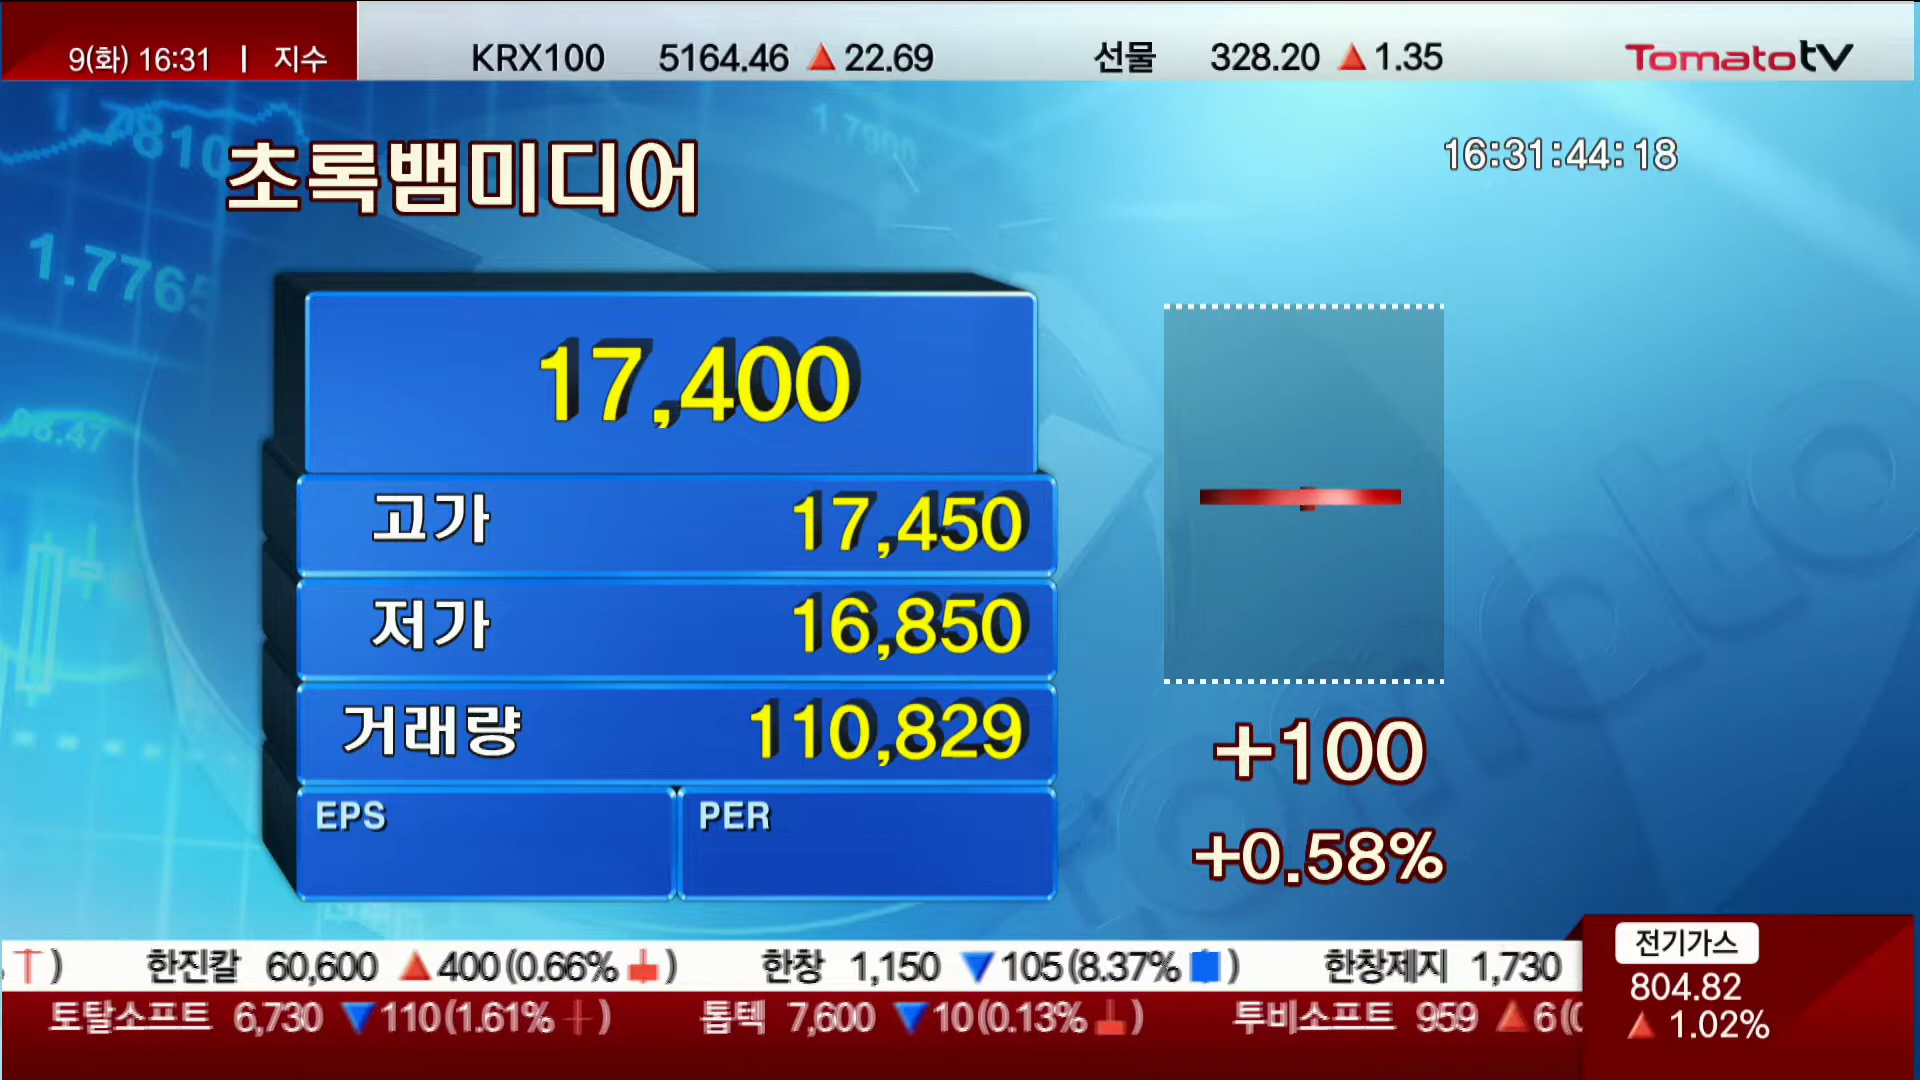 9(화) 16:31 | 지수 KRX100 5164.46 ▲22.69 선물 328.20 ▲1.35 TomatoTV
초록뱀미디어
16:31:44:18
17,400
고가 17,450
저가 16,850
거래량 110,829
EPS PER
+100
+0.58%
) 한진칼 60,600 ▲400(0.66% ) 한창 1,150 ▼105(8.37% ) 한창제지 1,730
토탈소프트 6,730 ▼110(1.61% ) 톱텍 7,600 ▼10(0.13% ) 투비소프트 959 ▲6(
전기가스
804.82
▲ 1.02%